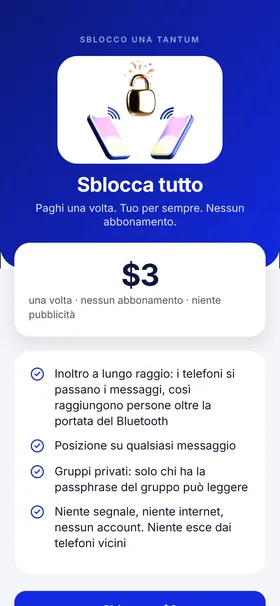 SBLOCCO UNA TANTUM
Sblocca tutto
Paghi una volta. Tuo per sempre. Nessun
abbonamento.
$3
una volta · nessun abbonamento · niente
pubblicità
Inoltro a lungo raggio: i telefoni si
passano i messaggi, così
raggiungono persone oltre la
portata del Bluetooth
Posizione su qualsiasi messaggio
Gruppi privati: solo chi ha la
passphrase del gruppo può leggere
Niente segnale, niente internet,
nessun account. Niente esce dai
telefoni vicini